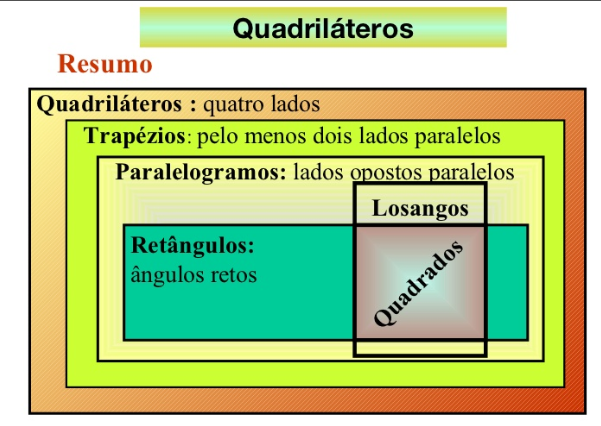 Quadriláteros
Resumo
Quadriláteros : quatro lados
Trapézios: pelo menos dois lados paralelos
Paralelogramos: lados opostos paralelos
Losangos
Retângulos:
ângulos retos
Quadrados